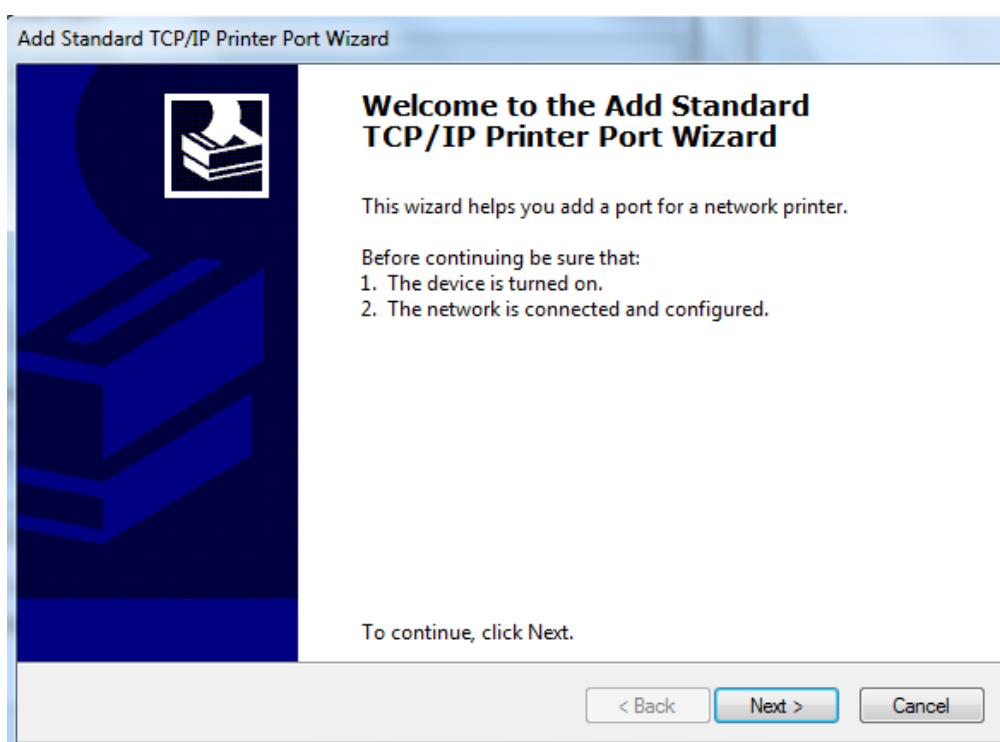 Add Standard TCP/IP Printer Port Wizard
Welcome to the Add Standard
TCP/IP Printer Port Wizard
This wizard helps you add a port for a network printer.
Before continuing be sure that:
1. The device is turned on.
2. The network is connected and configured.
To continue, click Next.
< Back
Next >
Cancel